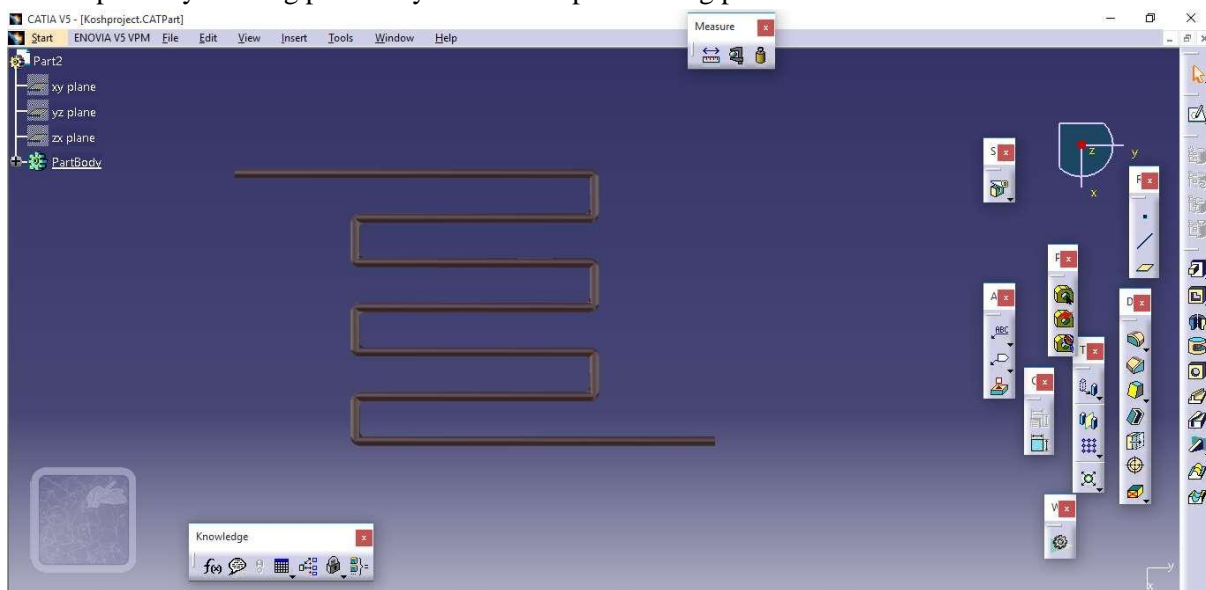 CATIA V5 - [Koshproject.CATPart]
Start ENOVIA V5 VPM File Edit View Insert Tools Window Help
Measure
Part2
xy plane
yz plane
zx plane
PartBody
S
z
y
x
F
P
A
ABC
D
T
W
Knowledge
f(x)
y
x